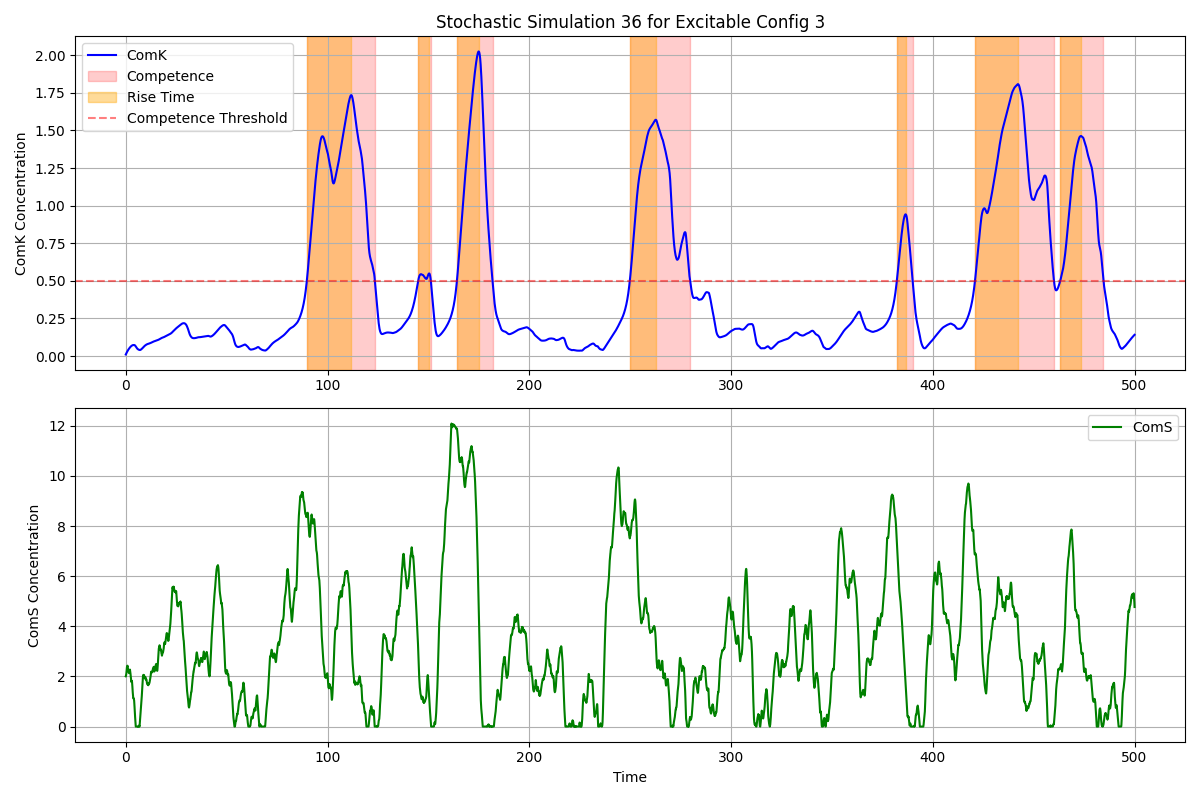 Stochastic Simulation 36 for Excitable Config 3
ComK
Competence
Rise Time
Competence Threshold
ComK Concentration
2.00
1.75
1.50
1.25
1.00
0.75
0.50
0.25
0.00
0 100 200 300 400 500
ComS
ComS Concentration
12
10
8
6
4
2
0
0 100 200 300 400 500
Time